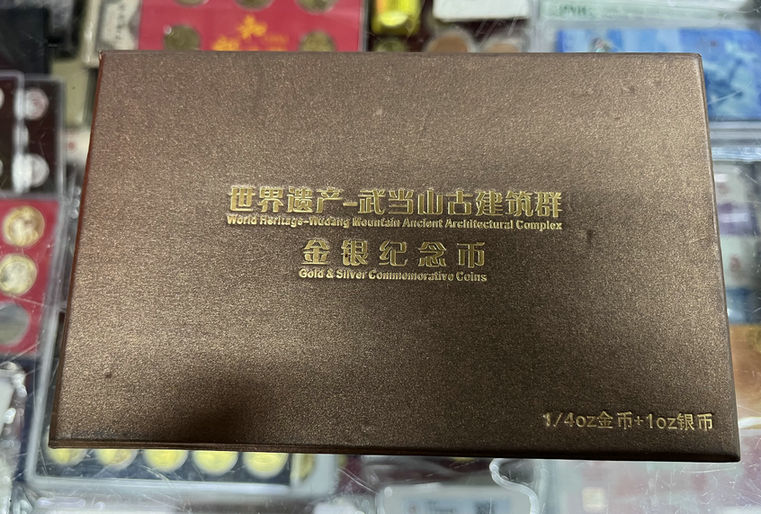 世界遗产-武当山古建筑群
World Heritage-Wudang Mountain Ancient Architectural Complex
金银纪念币
Gold & Silver Commemorative Coins
1/4oz金币+1oz银币